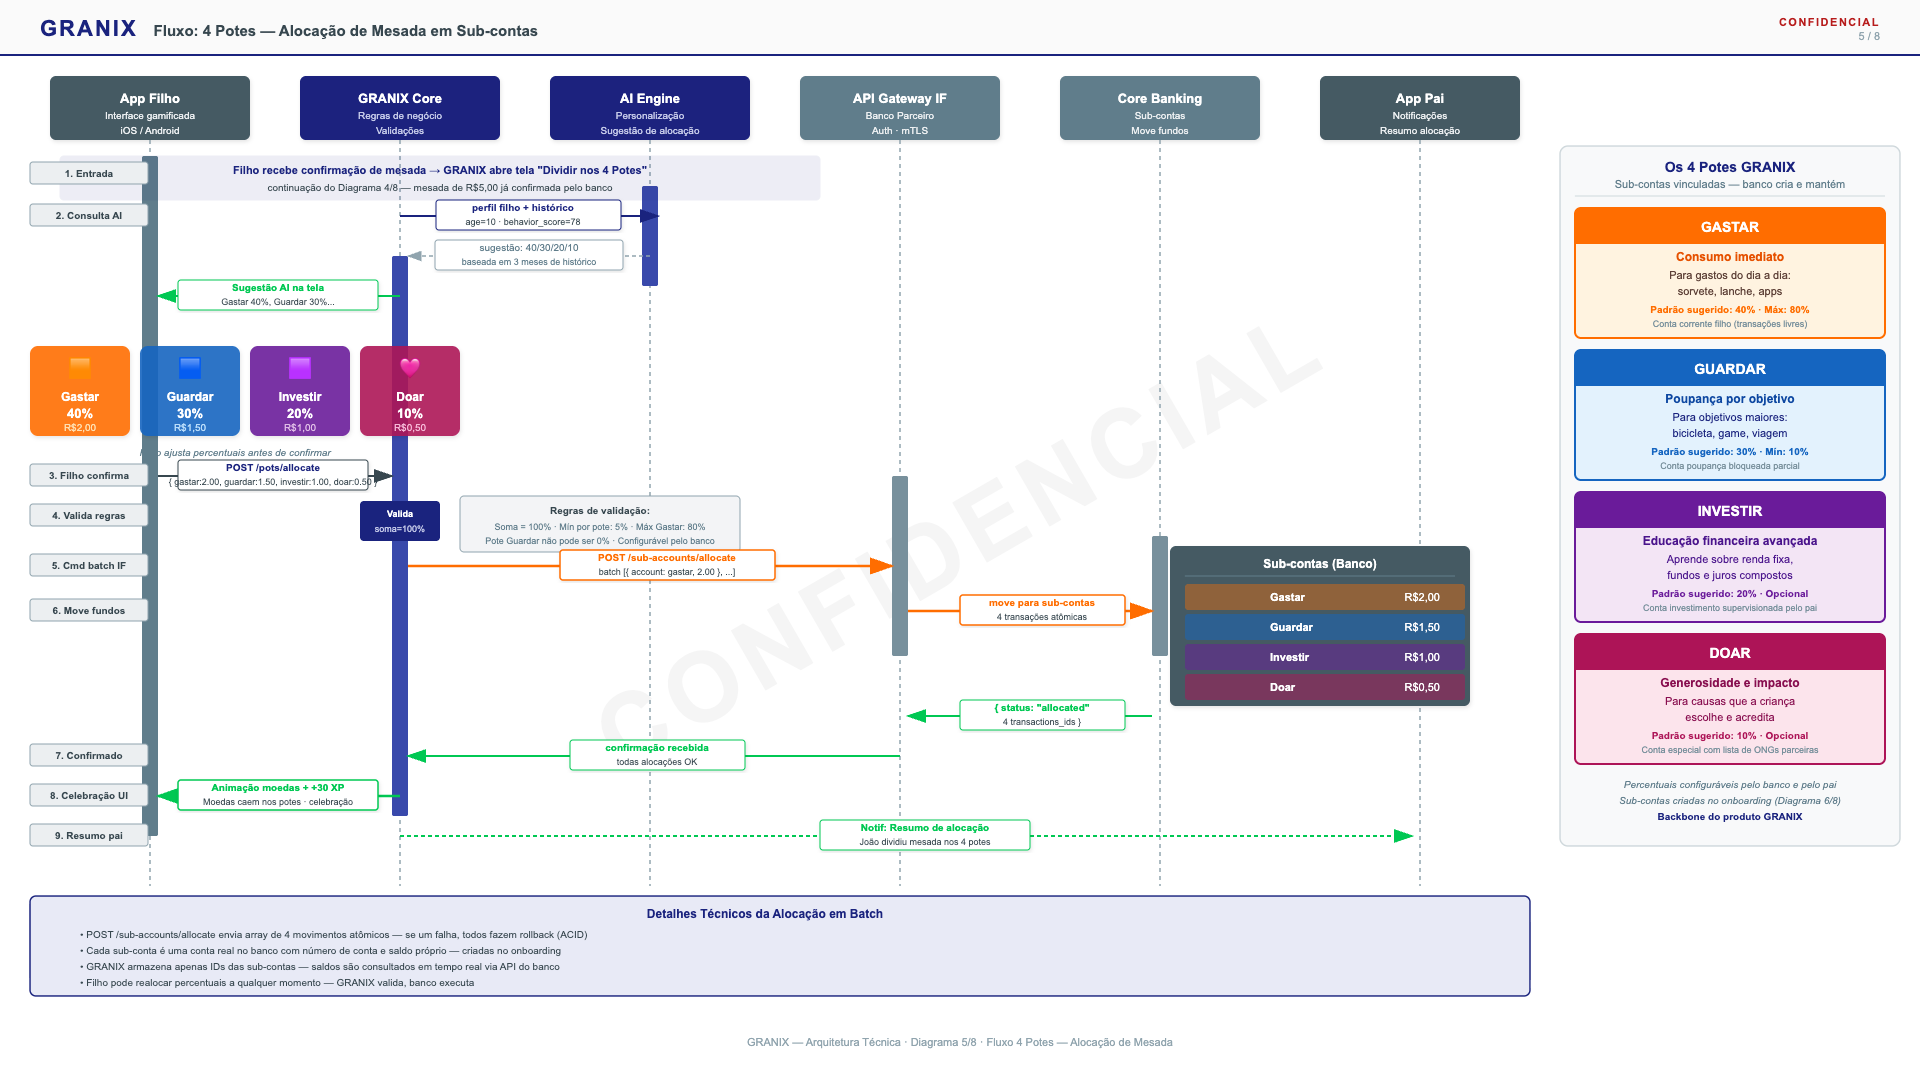 GRANIX
Fluxo: 4 Potes — Alocação de Mesada em Sub-contas
CONFIDENCIAL
5 / 8
App Filho
Interface gamificada
iOS / Android
GRANIX Core
Regras de negócio
Validações
AI Engine
Personalização
Sugestão de alocação
API Gateway IF
Banco Parceiro
Auth · mTLS
Core Banking
Sub-contas
Move fundos
App Pai
Notificações
Resumo alocação
1. Entrada
Filho recebe confirmação de mesada → GRANIX abre tela "Dividir nos 4 Potes"
continuação do Diagrama 4/8 — mesada de R$5,00 já confirmada pelo banco
2. Consulta AI
perfil filho + histórico
age=10 · behavior_score=78
sugestão: 40/30/20/10
baseada em 3 meses de histórico
Sugestão AI na tela
Gastar 40%, Guardar 30%...
Gastar
40%
R$2,00
Guardar
30%
R$1,50
Investir
20%
R$1,00
Doar
10%
R$0,50
ajusta percentuais antes de confirmar
3. Filho confirma
POST /pots/allocate
{ gastar:2.00, guardar:1.50, investir:1.00, doar:0.50 }
4. Valida regras
Valida
soma=100%
Regras de validação:
Soma = 100% · Mín por pote: 5% · Máx Gastar: 80%
Pote Guardar não pode ser 0% · Configurável pelo banco
5. Cmd batch IF
POST /sub-accounts/allocate
batch [{ account: gastar, 2.00 }, ...]
6. Move fundos
move para sub-contas
4 transações atômicas
Sub-contas (Banco)
Gastar R$2,00
Guardar R$1,50
Investir R$1,00
Doar R$0,50
{ status: "allocated"
4 transactions_ids }
7. Confirmado
confirmação recebida
todas alocações OK
8. Celebração UI
Animação moedas + +30 XP
Moedas caem nos potes · celebração
9. Resumo pai
Notif: Resumo de alocação
João dividiu mesada nos 4 potes
CONFIDENCIAL
Os 4 Potes GRANIX
Sub-contas vinculadas — banco cria e mantém
GASTAR
Consumo imediato
Para gastos do dia a dia:
sorvete, lanche, apps
Padrão sugerido: 40% · Máx: 80%
Conta corrente filho (transações livres)
GUARDAR
Poupança por objetivo
Para objetivos maiores:
bicicleta, game, viagem
Padrão sugerido: 30% · Mín: 10%
Conta poupança bloqueada parcial
INVESTIR
Educação financeira avançada
Aprende sobre renda fixa,
fundos e juros compostos
Padrão sugerido: 20% · Opcional
Conta investimento supervisionada pelo pai
DOAR
Generosidade e impacto
Para causas que a criança
escolhe e acredita
Padrão sugerido: 10% · Opcional
Conta especial com lista de ONGs parceiras
Percentuais configuráveis pelo banco e pelo pai
Sub-contas criadas no onboarding (Diagrama 6/8)
Backbone do produto GRANIX
Detalhes Técnicos da Alocação em Batch
• POST /sub-accounts/allocate envia array de 4 movimentos atômicos — se um falha, todos fazem rollback (ACID)
• Cada sub-conta é uma conta real no banco com número de conta e saldo próprio — criadas no onboarding
• GRANIX armazena apenas IDs das sub-contas — saldos são consultados em tempo real via API do banco
• Filho pode realocar percentuais a qualquer momento — GRANIX valida, banco executa
GRANIX — Arquitetura Técnica · Diagrama 5/8 · Fluxo 4 Potes — Alocação de Mesada